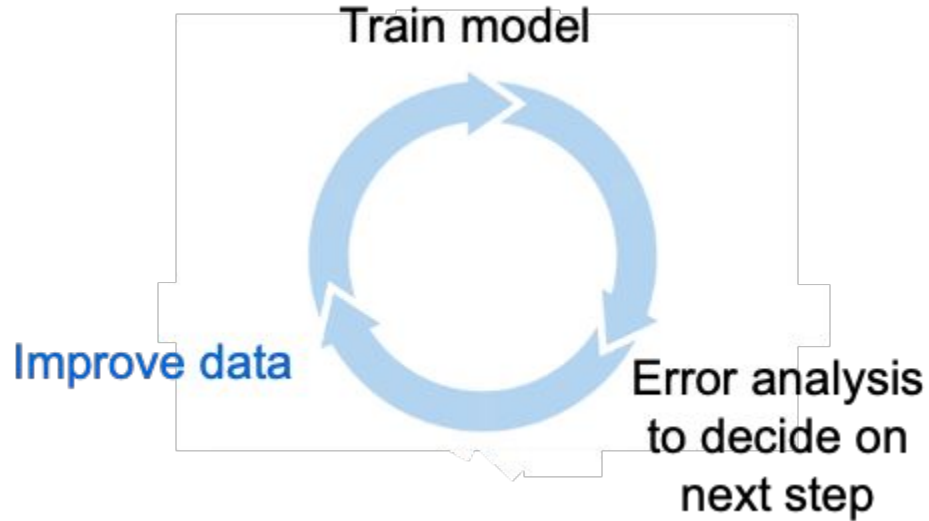 Train model
Improve data
Error analysis
to decide on
next step